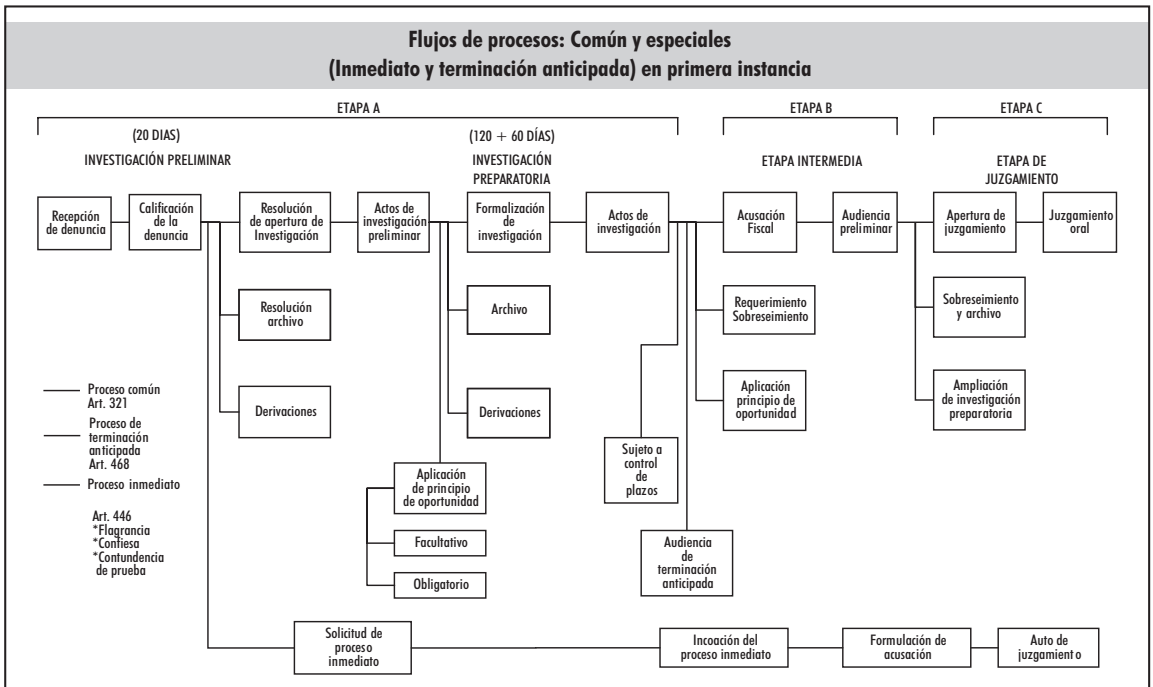 Flujos de procesos: Común y especiales
(Inmediato y terminación anticipada) en primera instancia
ETAPA A
ETAPA B
ETAPA C
(20 DIAS)
(120 + 60 DÍAS)
INVESTIGACIÓN PRELIMINAR
INVESTIGACIÓN
PREPARATORIA
ETAPA INTERMEDIA
ETAPA DE
JUZGAMIENTO
Recepción
de denuncia
Calificación
de la
denuncia
Resolución
de apertura de
Investigación
Actos de
investigación
preliminar
Formalización
de
investigación
Actos de
investigación
Acusación
Fiscal
Audiencia
preliminar
Apertura de
juzgamiento
Juzgamiento
oral
Resolución
archivo
Archivo
Requerimiento
Sobreseimiento
Sobreseimiento
y archivo
Derivaciones
Derivaciones
Aplicación
principio de
oportunidad
Ampliación
de investigación
preparatoria
Proceso común
Art. 321
Proceso de
terminación
anticipada
Art. 468
Proceso inmediato
Art. 446
*Flagrancia
*Confiesa
*Contundencia
de prueba
Aplicación
de principio de
oportunidad
Facultativo
Obligatorio
Sujeto a
control
de
plazos
Audiencia
de
terminación
anticipada
Solicitud de
proceso
inmediato
Incoación del
proceso inmediato
Formulación de
acusación
Auto de
juzgamiento